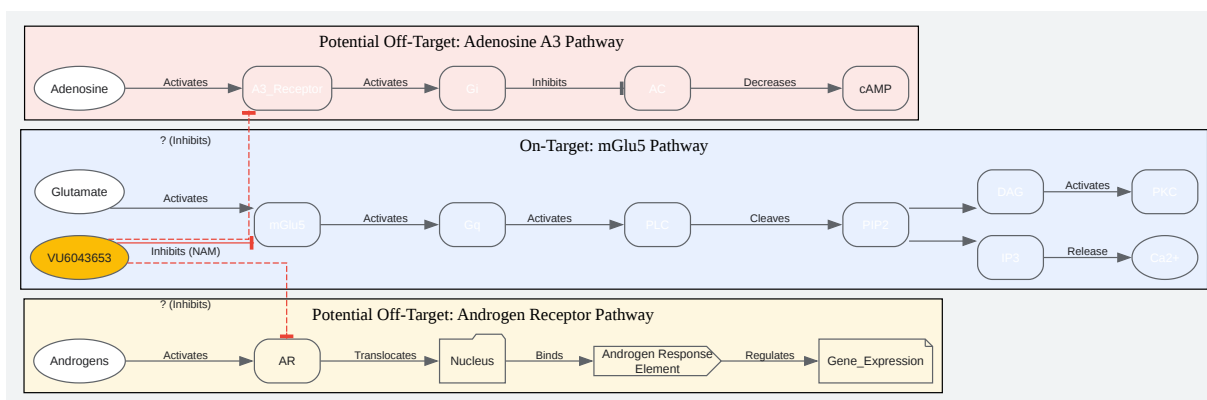 Potential Off-Target: Adenosine A3 Pathway
Adenosine
Activates
A3_Receptor
Activates
Gi
Inhibits
AC
Decreases
cAMP
? (Inhibits)
On-Target: mGlu5 Pathway
Glutamate
Activates
VU6043653
Inhibits (NAM)
mGlu5
Activates
Gq
Activates
PLC
Cleaves
PIP2
DAG
Activates
PKC
IP3
Release
Ca2+
? (Inhibits)
Potential Off-Target: Androgen Receptor Pathway
Androgens
Activates
AR
Translocates
Nucleus
Binds
Androgen Response
Element
Regulates
Gene_Expression